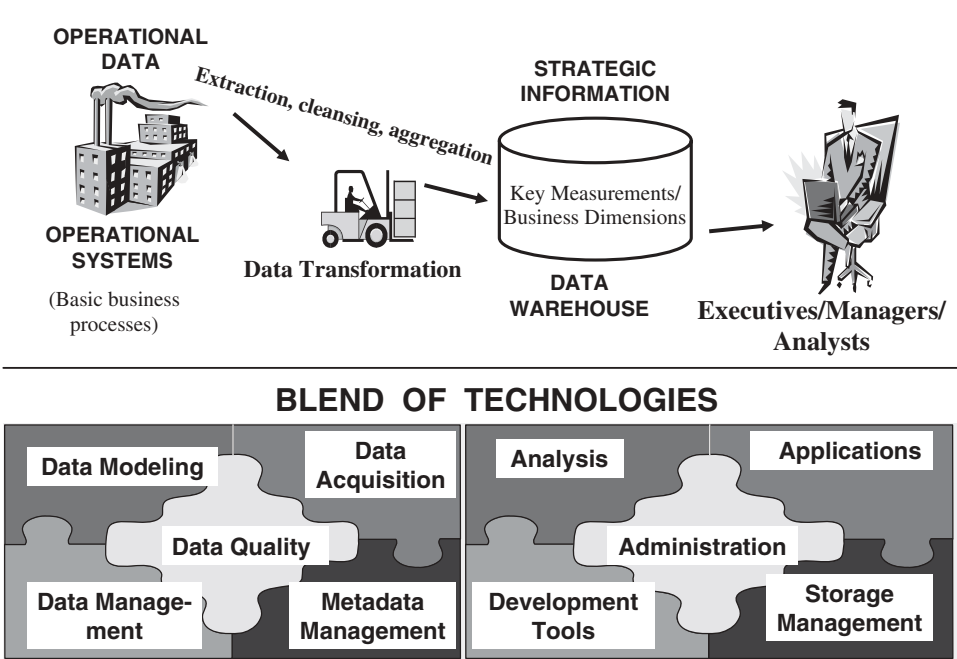 OPERATIONAL
DATA
Extraction, cleansing, aggregation
STRATEGIC
INFORMATION
Key Measurements/
Business Dimensions
OPERATIONAL
SYSTEMS
(Basic business
processes)
Data Transformation
DATA
WAREHOUSE
Executives/Managers/
Analysts
BLEND OF TECHNOLOGIES
Data Modeling
Data
Acquisition
Data Quality
Data Manage-
ment
Metadata
Management
Analysis
Applications
Administration
Development
Tools
Storage
Management